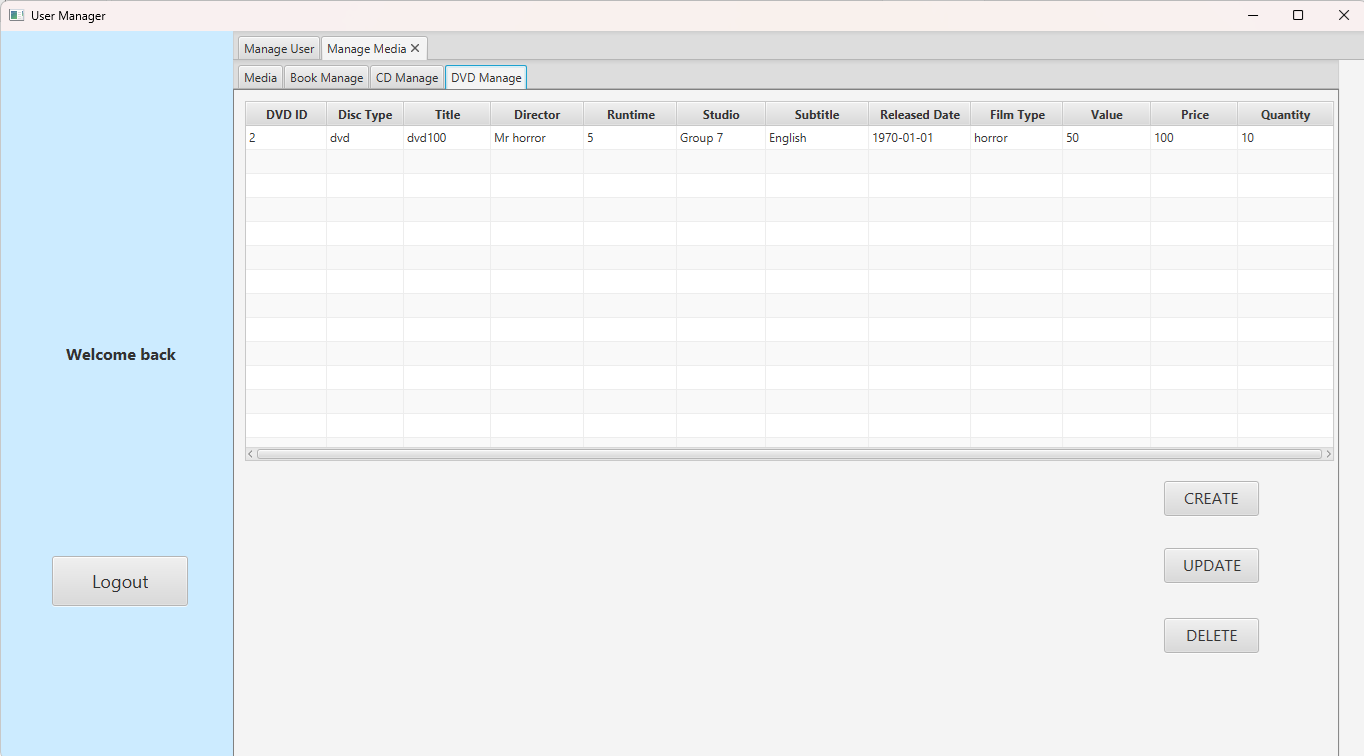 User Manager
Manage User Manage Media
Media Book Manage CD Manage DVD Manage
DVD ID Disc Type Title Director Runtime Studio Subtitle Released Date Film Type Value Price Quantity
2 dvd dvd100 Mr horror 5 Group 7 English 1970-01-01 horror 50 100 10
Welcome back
CREATE
UPDATE
Logout
DELETE